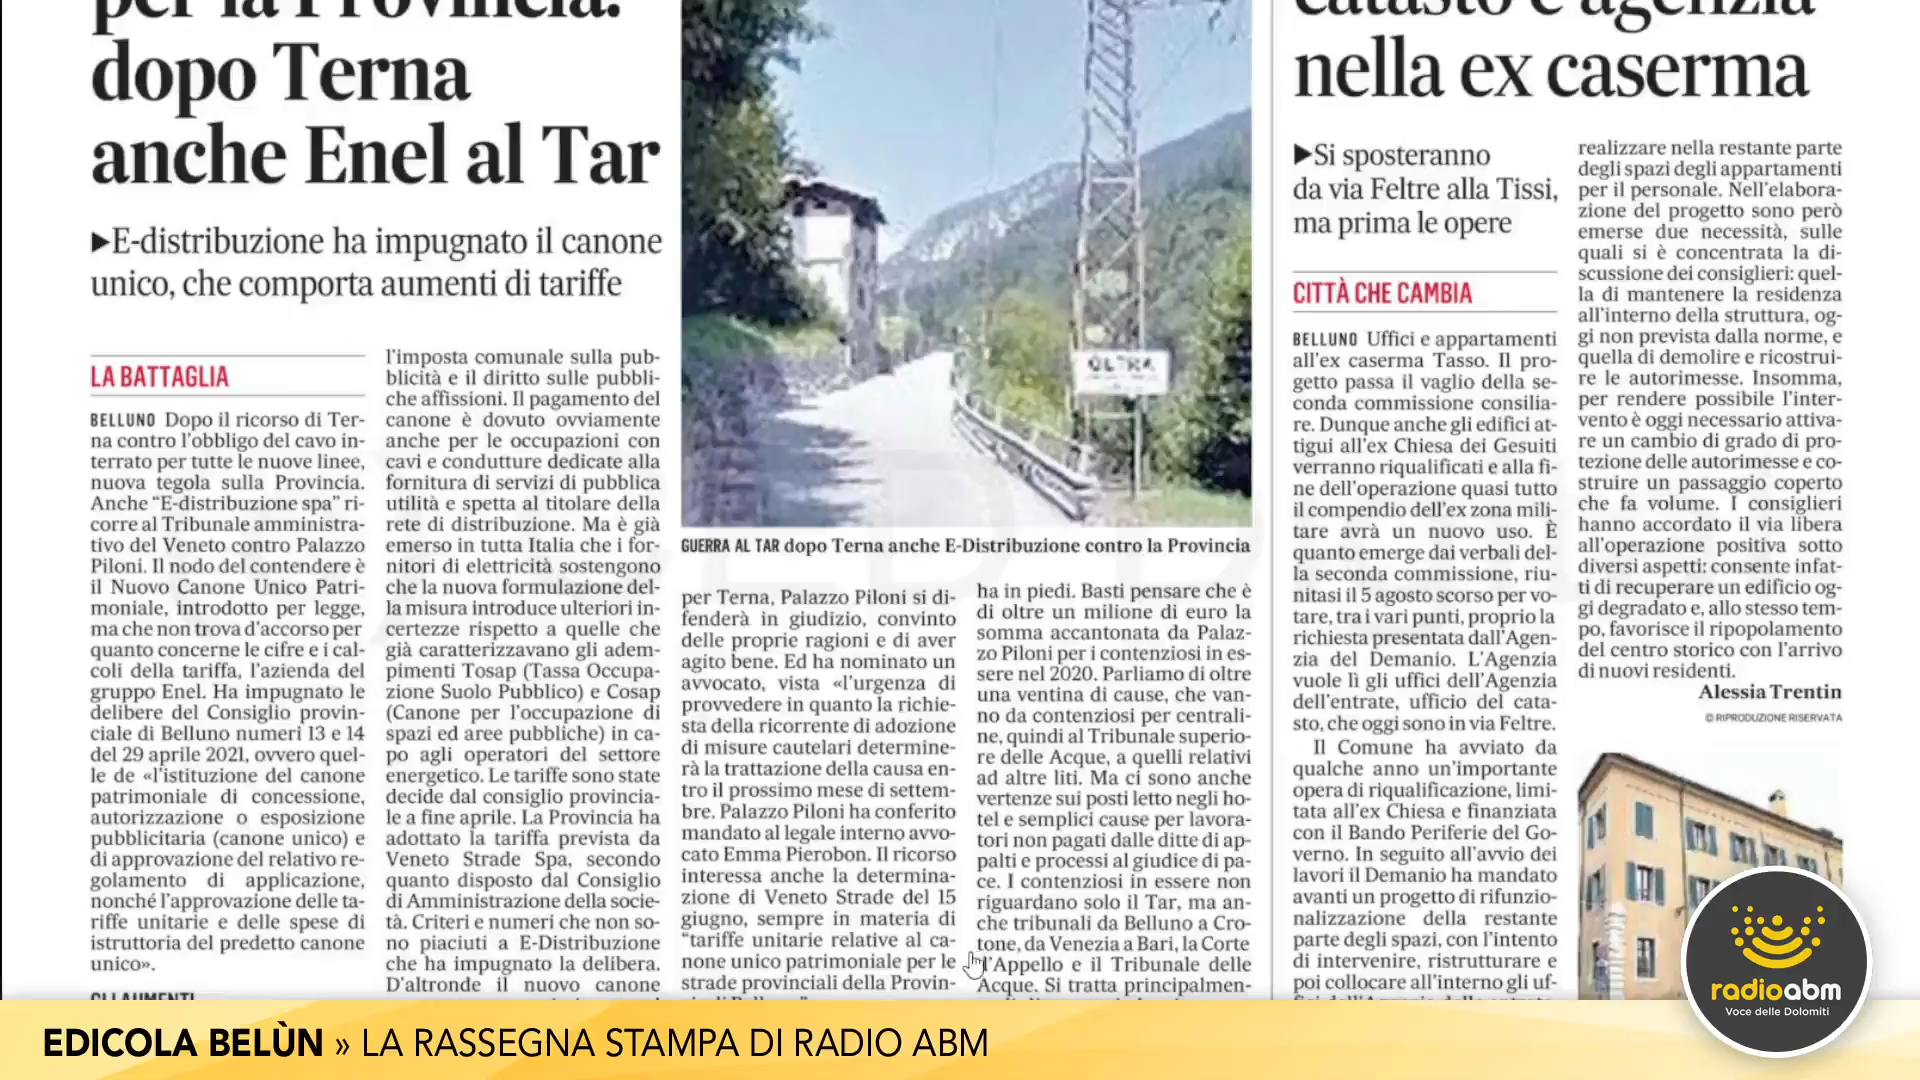 per la Provincia:
dopo Terna
anche Enel al Tar
▶E-distribuzione ha impugnato il canone
unico, che comporta aumenti di tariffe
LA BATTAGLIA
BELLUNO Dopo il ricorso di Ter-
na contro l'obbligo del cavo in-
terrato per tutte le nuove linee,
nuova tegola sulla Provincia.
Anche "E-distribuzione spa" ri-
corre al Tribunale amministra-
tivo del Veneto contro Palazzo
Piloni. Il nodo del contendere è
il Nuovo Canone Unico Patri-
moniale, introdotto per legge,
ma che non trova d'accorso per
quanto concerne le cifre e i cal-
coli della tariffa, l'azienda del
gruppo Enel. Ha impugnato le
delibere del Consiglio provin-
ciale di Belluno numeri 13 e 14
del 29 aprile 2021, ovvero quel-
le de «l'istituzione del canone
patrimoniale di concessione,
autorizzazione o esposizione
pubblicitaria (canone unico) e
di approvazione del relativo re-
golamento di applicazione,
nonché l'approvazione delle ta-
riffe unitarie e delle spese di
istruttoria del predetto canone
unico».
GLI AUMENTI
l'imposta comunale sulla pub-
blicità e il diritto sulle pubbli-
che affissioni. Il pagamento del
canone è dovuto ovviamente
anche per le occupazioni con
cavi e condutture dedicate alla
fornitura di servizi di pubblica
utilità e spetta al titolare della
rete di distribuzione. Ma è già
emerso in tutta Italia che i for-
nitori di elettricità sostengono
che la nuova formulazione del-
la misura introduce ulteriori in-
certezze rispetto a quelle che
già caratterizzavano gli adem-
pimenti Tosap (Tassa Occupa-
zione Suolo Pubblico) e Cosap
(Canone per l'occupazione di
spazi ed aree pubbliche) in ca-
po agli operatori del settore
energetico. Le tariffe sono state
decide dal consiglio provincia-
le a fine aprile. La Provincia ha
adottato la tariffa prevista da
Veneto Strade Spa, secondo
quanto disposto dal Consiglio
di Amministrazione della socie-
tà. Criteri e numeri che non so-
no piaciuti a E-Distribuzione
che ha impugnato la delibera.
D'altronde il nuovo canone
OLTRA
GUERRA AL TAR dopo Terna anche E-Distribuzione contro la Provincia
per Terna, Palazzo Piloni si di-
fenderà in giudizio, convinto
delle proprie ragioni e di aver
agito bene. Ed ha nominato un
avvocato, vista «l'urgenza di
provvedere in quanto la richie-
sta della ricorrente di adozione
di misure cautelari determine-
rà la trattazione della causa en-
tro il prossimo mese di settem-
bre. Palazzo Piloni ha conferito
mandato al legale interno avvo-
cato Emma Pierobon. Il ricorso
interessa anche la determina-
zione di Veneto Strade del 15
giugno, sempre in materia di
"tariffe unitarie relative al ca-
none unico patrimoniale per le
strade provinciali della Provin-
cia di Belluno"
ha in piedi. Basti pensare che è
di oltre un milione di euro la
somma accantonata da Palaz-
zo Piloni per i contenziosi in es-
sere nel 2020. Parliamo di oltre
una ventina di cause, che van-
no da contenziosi per centrali-
ne, quindi al Tribunale superio-
re delle Acque, a quelli relativi
ad altre liti. Ma ci sono anche
vertenze sui posti letto negli ho-
tel e semplici cause per lavora-
tori non pagati dalle ditte di ap-
palti e processi al giudice di pa-
ce. I contenziosi in essere non
riguardano solo il Tar, ma an-
che tribunali da Belluno a Cro-
tone, da Venezia a Bari, la Corte
l'Appello e il Tribunale delle
Acque. Si tratta principalmen-
catasto e agenzia
nella ex caserma
▶Si sposteranno
da via Feltre alla Tissi,
ma prima le opere
CITTÀ CHE CAMBIA
BELLUNO Uffici e appartamenti
all'ex caserma Tasso. Il pro-
getto passa il vaglio della se-
conda commissione consilia-
re. Dunque anche gli edifici at-
tigui all'ex Chiesa dei Gesuiti
verranno riqualificati e alla fi-
ne dell'operazione quasi tutto
il compendio dell'ex zona mili-
tare avrà un nuovo uso. È
quanto emerge dai verbali del-
la seconda commissione, riu-
nitasi il 5 agosto scorso per vo-
tare, tra i vari punti, proprio la
richiesta presentata dall'Agen-
zia del Demanio. L'Agenzia
vuole lì gli uffici dell'Agenzia
dell'entrate, ufficio del cata-
sto, che oggi sono in via Feltre.
Il Comune ha avviato da
qualche anno un'importante
opera di riqualificazione, limi-
tata all'ex Chiesa e finanziata
con il Bando Periferie del Go-
verno. In seguito all'avvio dei
lavori il Demanio ha mandato
avanti un progetto di rifunzio-
nalizzazione della restante
parte degli spazi, con l'intento
di intervenire, ristrutturare e
poi collocare all'interno gli uf-
fici dell'Agenzia delle entrate
realizzare nella restante parte
degli spazi degli appartamenti
per il personale. Nell'elabora-
zione del progetto sono però
emerse due necessità, sulle
quali si è concentrata la di-
scussione dei consiglieri: quel-
la di mantenere la residenza
all'interno della struttura, og-
gi non prevista dalla norme, e
quella di demolire e ricostrui-
re le autorimesse. Insomma,
per rendere possibile l'inter-
vento è oggi necessario attiva-
re un cambio di grado di pro-
tezione delle autorimesse e co-
struire un passaggio coperto
che fa volume. I consiglieri
hanno accordato il via libera
all'operazione positiva sotto
diversi aspetti: consente infat-
ti di recuperare un edificio og-
gi degradato e, allo stesso tem-
po, favorisce il ripopolamento
del centro storico con l'arrivo
di nuovi residenti.
Alessia Trentin
© RIPRODUZIONE RISERVATA
radioabm
Voce delle Dolomiti
EDICOLA BELÙN » LA RASSEGNA STAMPA DI RADIO ABM